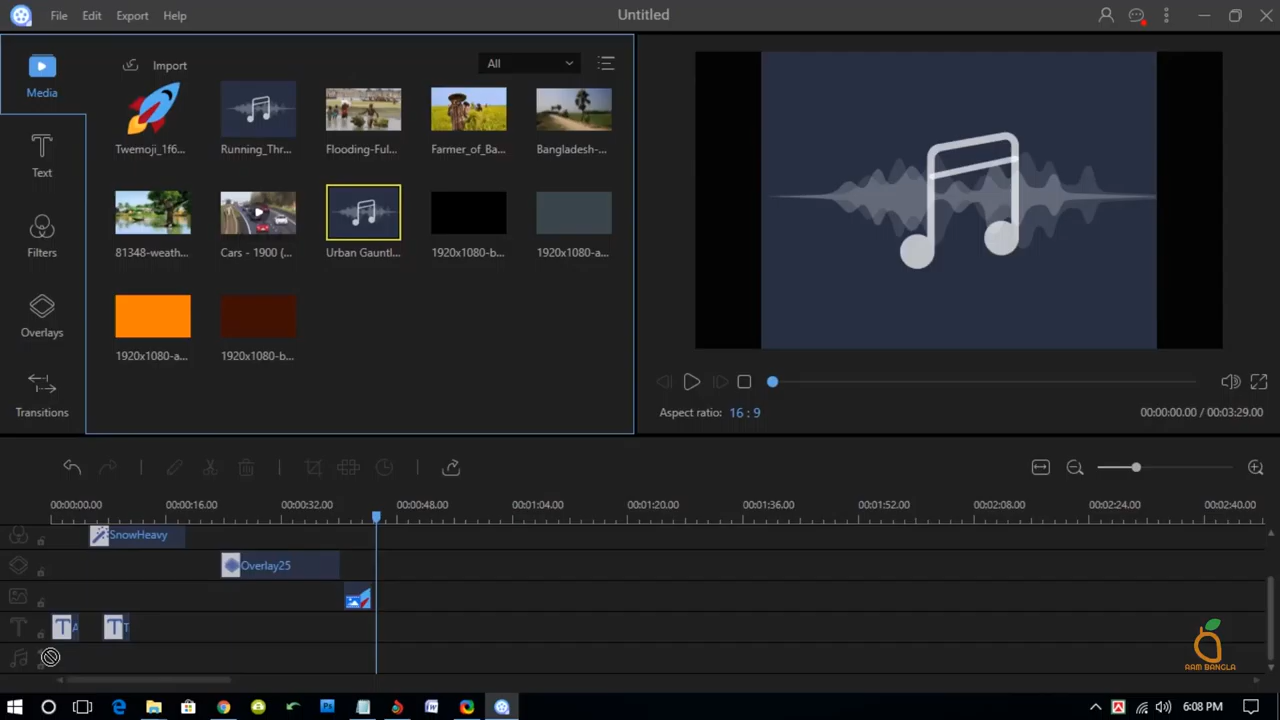 File Edit Export Help
Untitled
Media
Import
All
Twemoji_1f6...
Running_Thr...
Flooding-Ful...
Farmer_of_Ba...
Bangladesh-...
Text
81348-weath...
Cars - 1900 (...
Urban Gauntl...
1920x1080-b...
1920x1080-a...
Filters
Overlays
1920x1080-a...
1920x1080-b...
Transitions
Aspect ratio: 16 : 9
00:00:00.00 / 00:03:29.00
00:00:00.00 00:00:16.00 00:00:32.00 00:00:48.00 00:01:04.00 00:01:20.00 00:01:36.00 00:01:52.00 00:02:08.00 00:02:24.00 00:02:40.00
SnowHeavy
Overlay25
T A T T
RAM BANGLA
6:08 PM